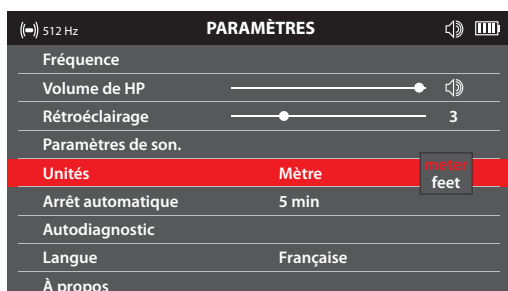 ((-)) 512 Hz PARAMÈTRES
Fréquence
Volume de HP
Rétroéclairage 3
Paramètres de son.
Unités Mètre meter
feet
Arrêt automatique 5 min
Autodiagnostic
Langue Française
À propos